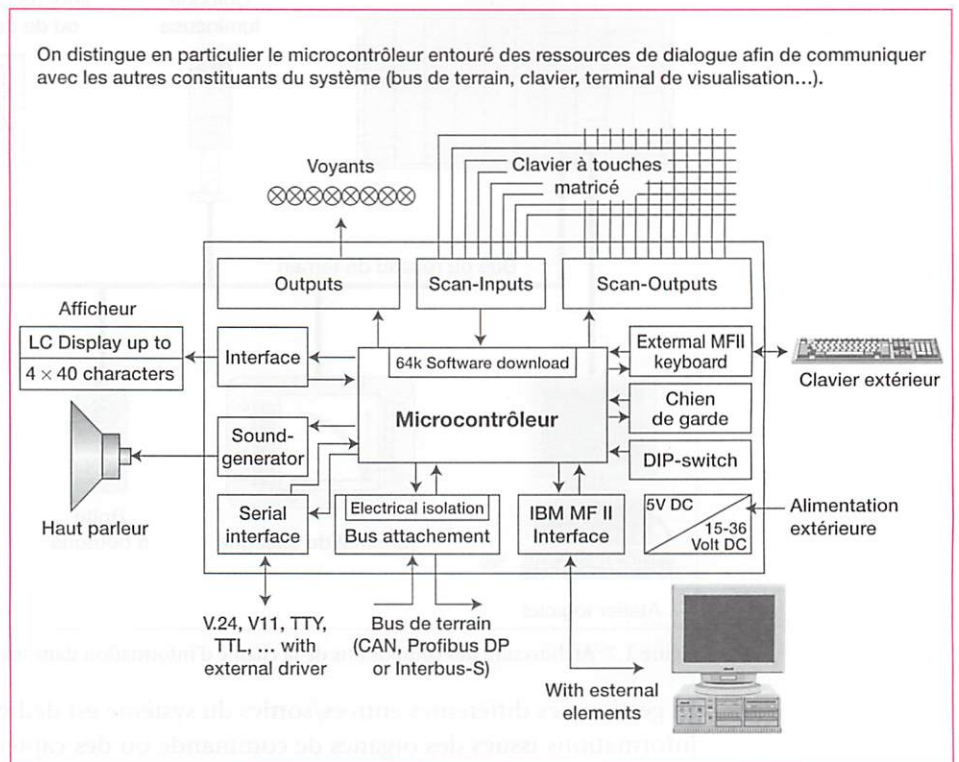 On distingue en particulier le microcontrôleur entouré des ressources de dialogue afin de communiquer
avec les autres constituants du système (bus de terrain, clavier, terminal de visualisation…).
Voyants
Clavier à touches
matricé
Outputs
Scan-Inputs
Scan-Outputs
Afficheur
LC Display up to
4 × 40 characters
Interface
64k Software download
Microcontrôleur
External MFII
keyboard
Clavier extérieur
Chien
de garde
Sound-
generator
DIP-switch
Haut parleur
Serial
interface
Electrical isolation
Bus attachement
IBM MF II
Interface
5V DC
15-36
Volt DC
Alimentation
extérieure
V.24, V11, TTY,
TTL, … with
external driver
Bus de terrain
(CAN, Profibus DP
or Interbus-S)
With esternal
elements